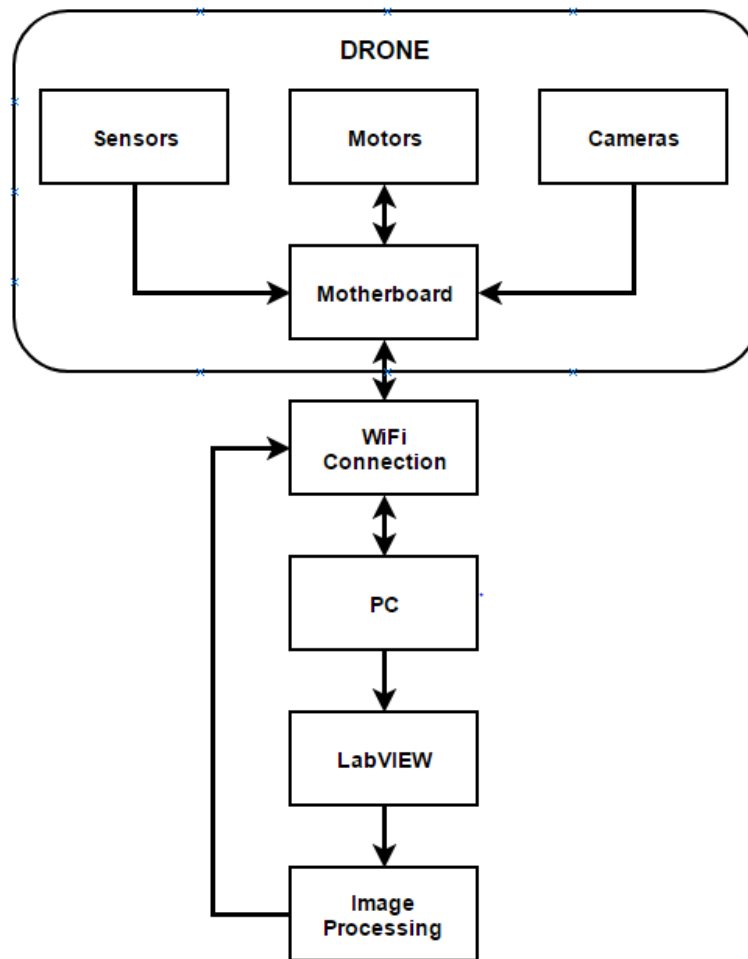 DRONE
Sensors
Motors
Cameras
Motherboard
WiFi
Connection
PC
LabVIEW
Image
Processing